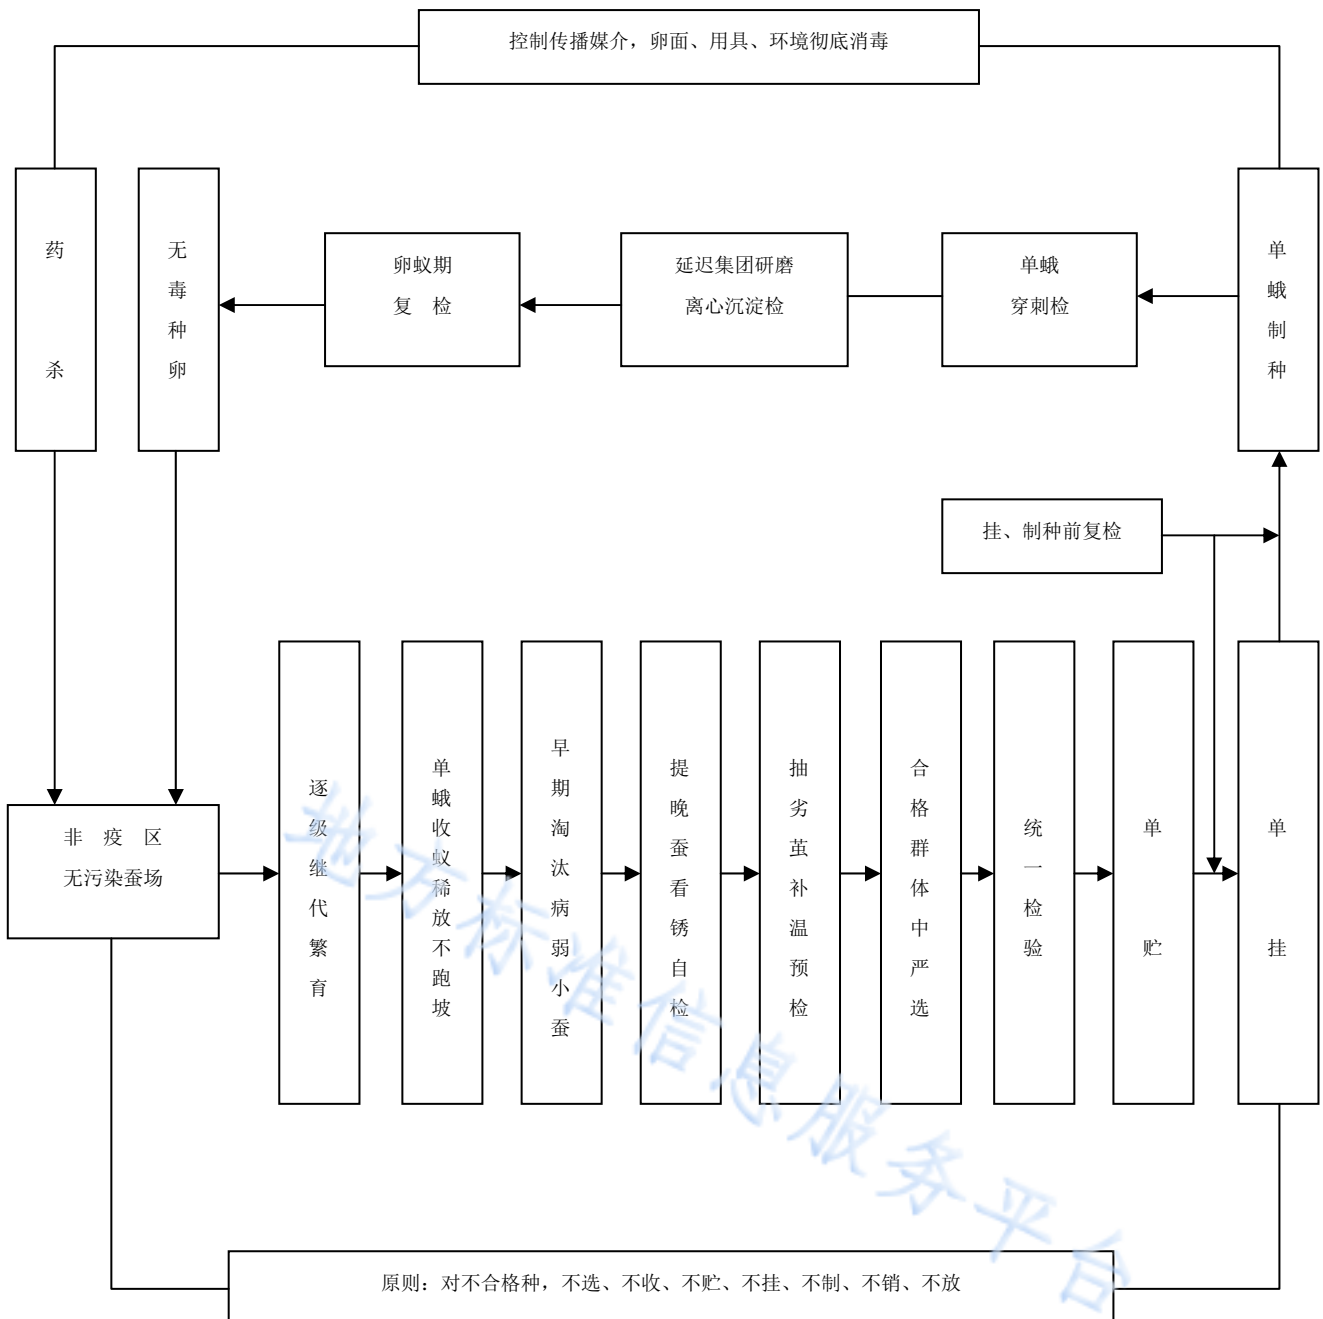 控制传播媒介，卵面、用具、环境彻底消毒
药杀
无毒种卵
卵蚁期
复 检
延迟集团研磨
离心沉淀检
单蛾
穿刺检
单蛾制种
挂、制种前复检
非 疫 区
无污染蚕场
逐级继代繁育
单蛾收蚁稀放不跑坡
早期淘汰病弱小蚕
提晚蚕看锈自检
抽劣茧补温预检
合格群体中严选
统一检验
单贮
单挂
原则：对不合格种，不选、不收、不贮、不挂、不制、不销、不放
地方标准信息服务平台